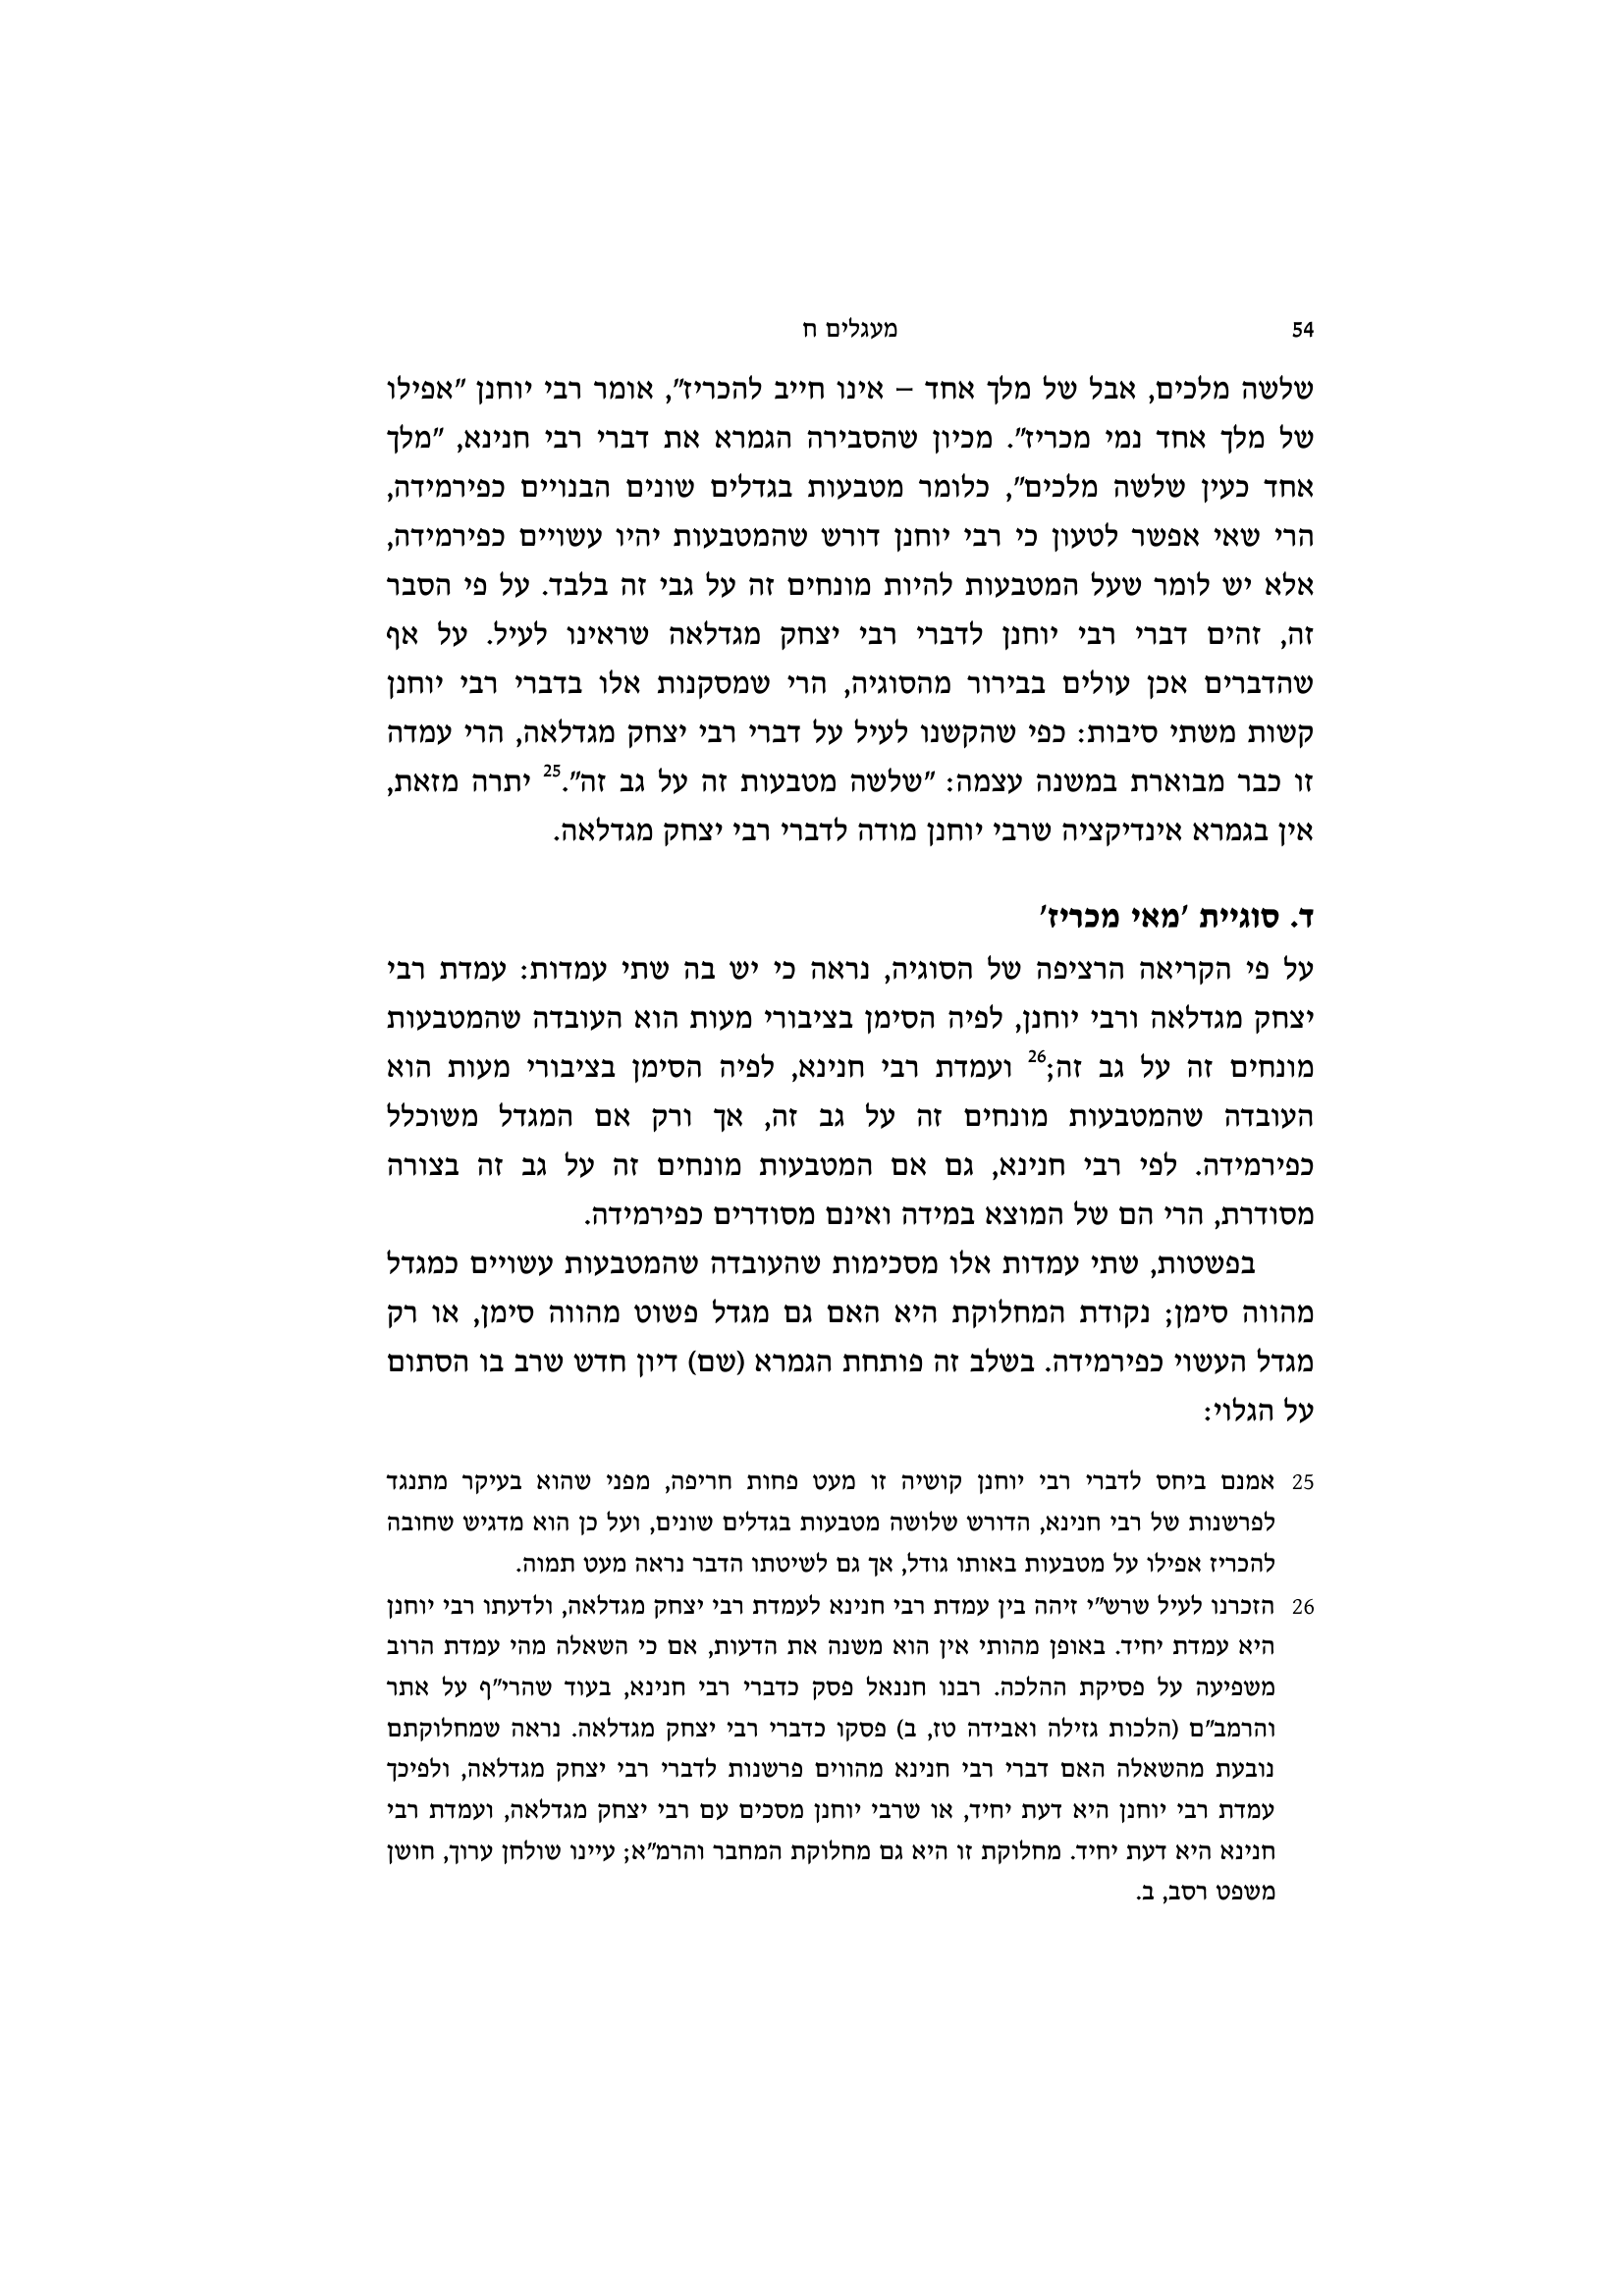 54
מעגלים ח
שלשה מלכים, אבל של מלך אחד – אינו חייב להכריז", אומר רבי יוחנן "אפילו
של מלך אחד נמי מכריז". מכיון שהסבירה הגמרא את דברי רבי חנינא, "מלך
אחד כעין שלשה מלכים", כלומר מטבעות בגדלים שונים הבנויים כפירמידה,
הרי שאי אפשר לטעון כי רבי יוחנן דורש שהמטבעות יהיו עשויים כפירמידה,
אלא יש לומר שעל המטבעות להיות מונחים זה על גבי זה בלבד. על פי הסבר
זה, זהים דברי רבי יוחנן לדברי רבי יצחק מגדלאה שראינו לעיל. על אף
שהדברים אכן עולים בבירור מהסוגיה, הרי שמסקנות אלו בדברי רבי יוחנן
קשות משתי סיבות: כפי שהקשנו לעיל על דברי רבי יצחק מגדלאה, הרי עמדה
זו כבר מבוארת במשנה עצמה: "שלשה מטבעות זה על גב זה".25 יתרה מזאת,
אין בגמרא אינדיקציה שרבי יוחנן מודה לדברי רבי יצחק מגדלאה.
ד. סוגיית 'מאי מכריז'
על פי הקריאה הרציפה של הסוגיה, נראה כי יש בה שתי עמדות: עמדת רבי
יצחק מגדלאה ורבי יוחנן, לפיה הסימן בציבורי מעות הוא העובדה שהמטבעות
מונחים זה על גב זה;26 ועמדת רבי חנינא, לפיה הסימן בציבורי מעות הוא
העובדה שהמטבעות מונחים זה על גב זה, אך ורק אם המגדל משוכלל
כפירמידה. לפי רבי חנינא, גם אם המטבעות מונחים זה על גב זה בצורה
מסודרת, הרי הם של המוצא במידה ואינם מסודרים כפירמידה.
בפשטות, שתי עמדות אלו מסכימות שהעובדה שהמטבעות עשויים כמגדל
מהווה סימן; נקודת המחלוקת היא האם גם מגדל פשוט מהווה סימן, או רק
מגדל העשוי כפירמידה. בשלב זה פותחת הגמרא (שם) דיון חדש שרב בו הסתום
על הגלוי:
25 אמנם ביחס לדברי רבי יוחנן קושיה זו מעט פחות חריפה, מפני שהוא בעיקר מתנגד
לפרשנות של רבי חנינא, הדורש שלושה מטבעות בגדלים שונים, ועל כן הוא מדגיש שחובה
להכריז אפילו על מטבעות באותו גודל, אך גם לשיטתו הדבר נראה מעט תמוה.
26 הזכרנו לעיל שרש"י זיהה בין עמדת רבי חנינא לעמדת רבי יצחק מגדלאה, ולדעתו רבי יוחנן
היא עמדת יחיד. באופן מהותי אין הוא משנה את הדעות, אם כי השאלה מהי עמדת הרוב
משפיעה על פסיקת ההלכה. רבנו חננאל פסק כדברי רבי חנינא, בעוד שהרי"ף על אתר
והרמב"ם (הלכות גזילה ואבידה טז, ב) פסקו כדברי רבי יצחק מגדלאה. נראה שמחלוקתם
נובעת מהשאלה האם דברי רבי חנינא מהווים פרשנות לדברי רבי יצחק מגדלאה, ולפיכך
עמדת רבי יוחנן היא דעת יחיד, או שרבי יוחנן מסכים עם רבי יצחק מגדלאה, ועמדת רבי
חנינא היא דעת יחיד. מחלוקת זו היא גם מחלוקת המחבר והרמ"א; עיינו שולחן ערוך, חושן
משפט רסב, ב.